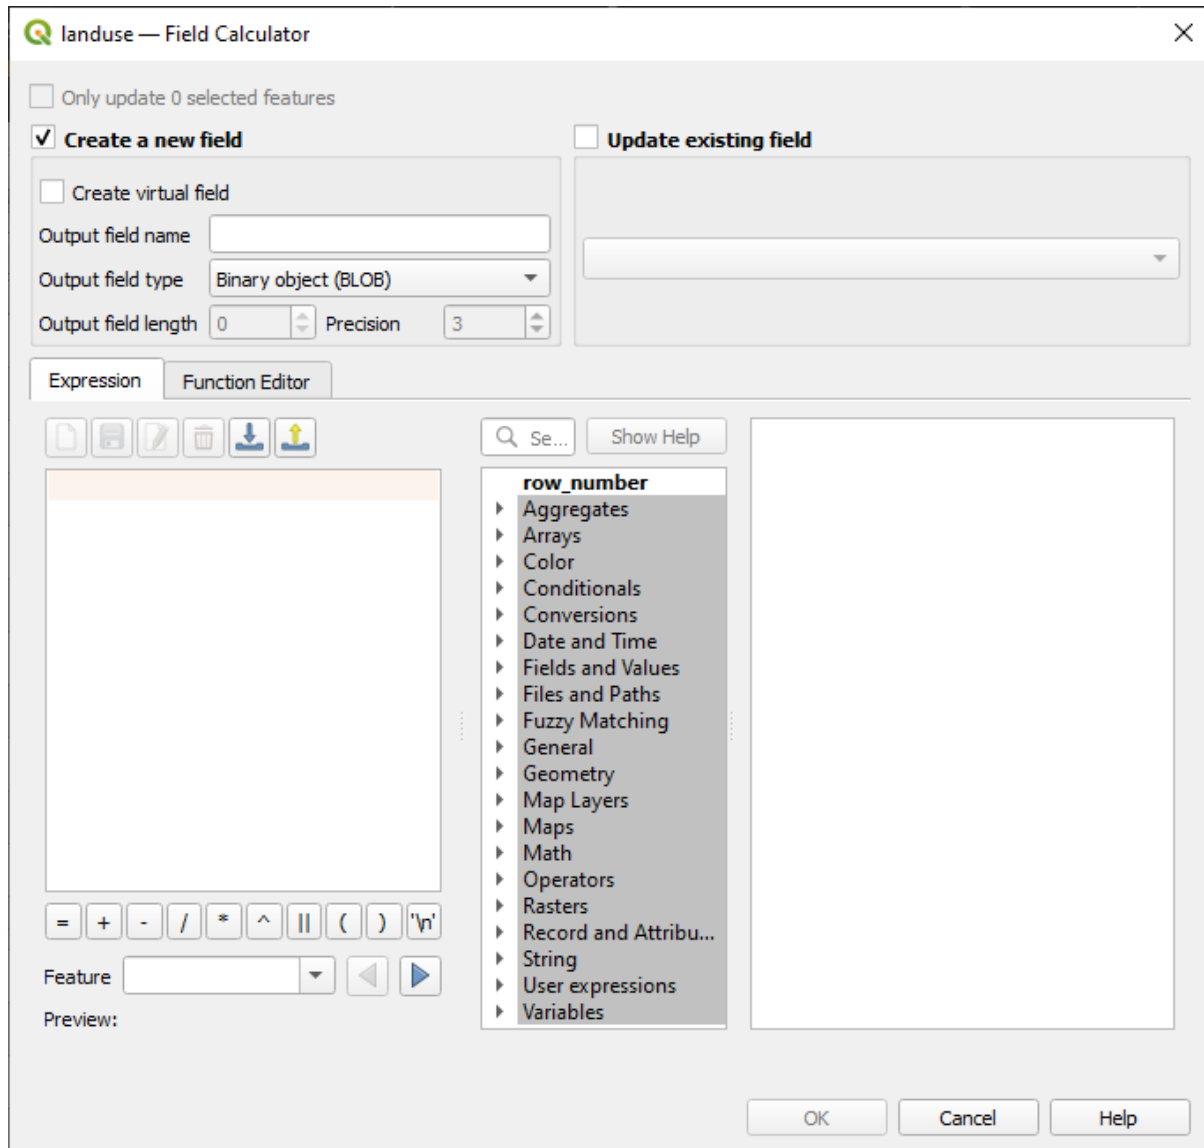 landuse — Field Calculator
Only update 0 selected features
Create a new field
Update existing field
Create virtual field
Output field name
Output field type Binary object (BLOB)
Output field length 0 Precision 3
Expression Function Editor
Se... Show Help
row_number
Aggregates
Arrays
Color
Conditionals
Conversions
Date and Time
Fields and Values
Files and Paths
Fuzzy Matching
General
Geometry
Map Layers
Maps
Math
Operators
Rasters
Record and Attribu...
String
User expressions
Variables
= + - / * ^ || ( ) '\n'
Feature
Preview:
OK Cancel Help